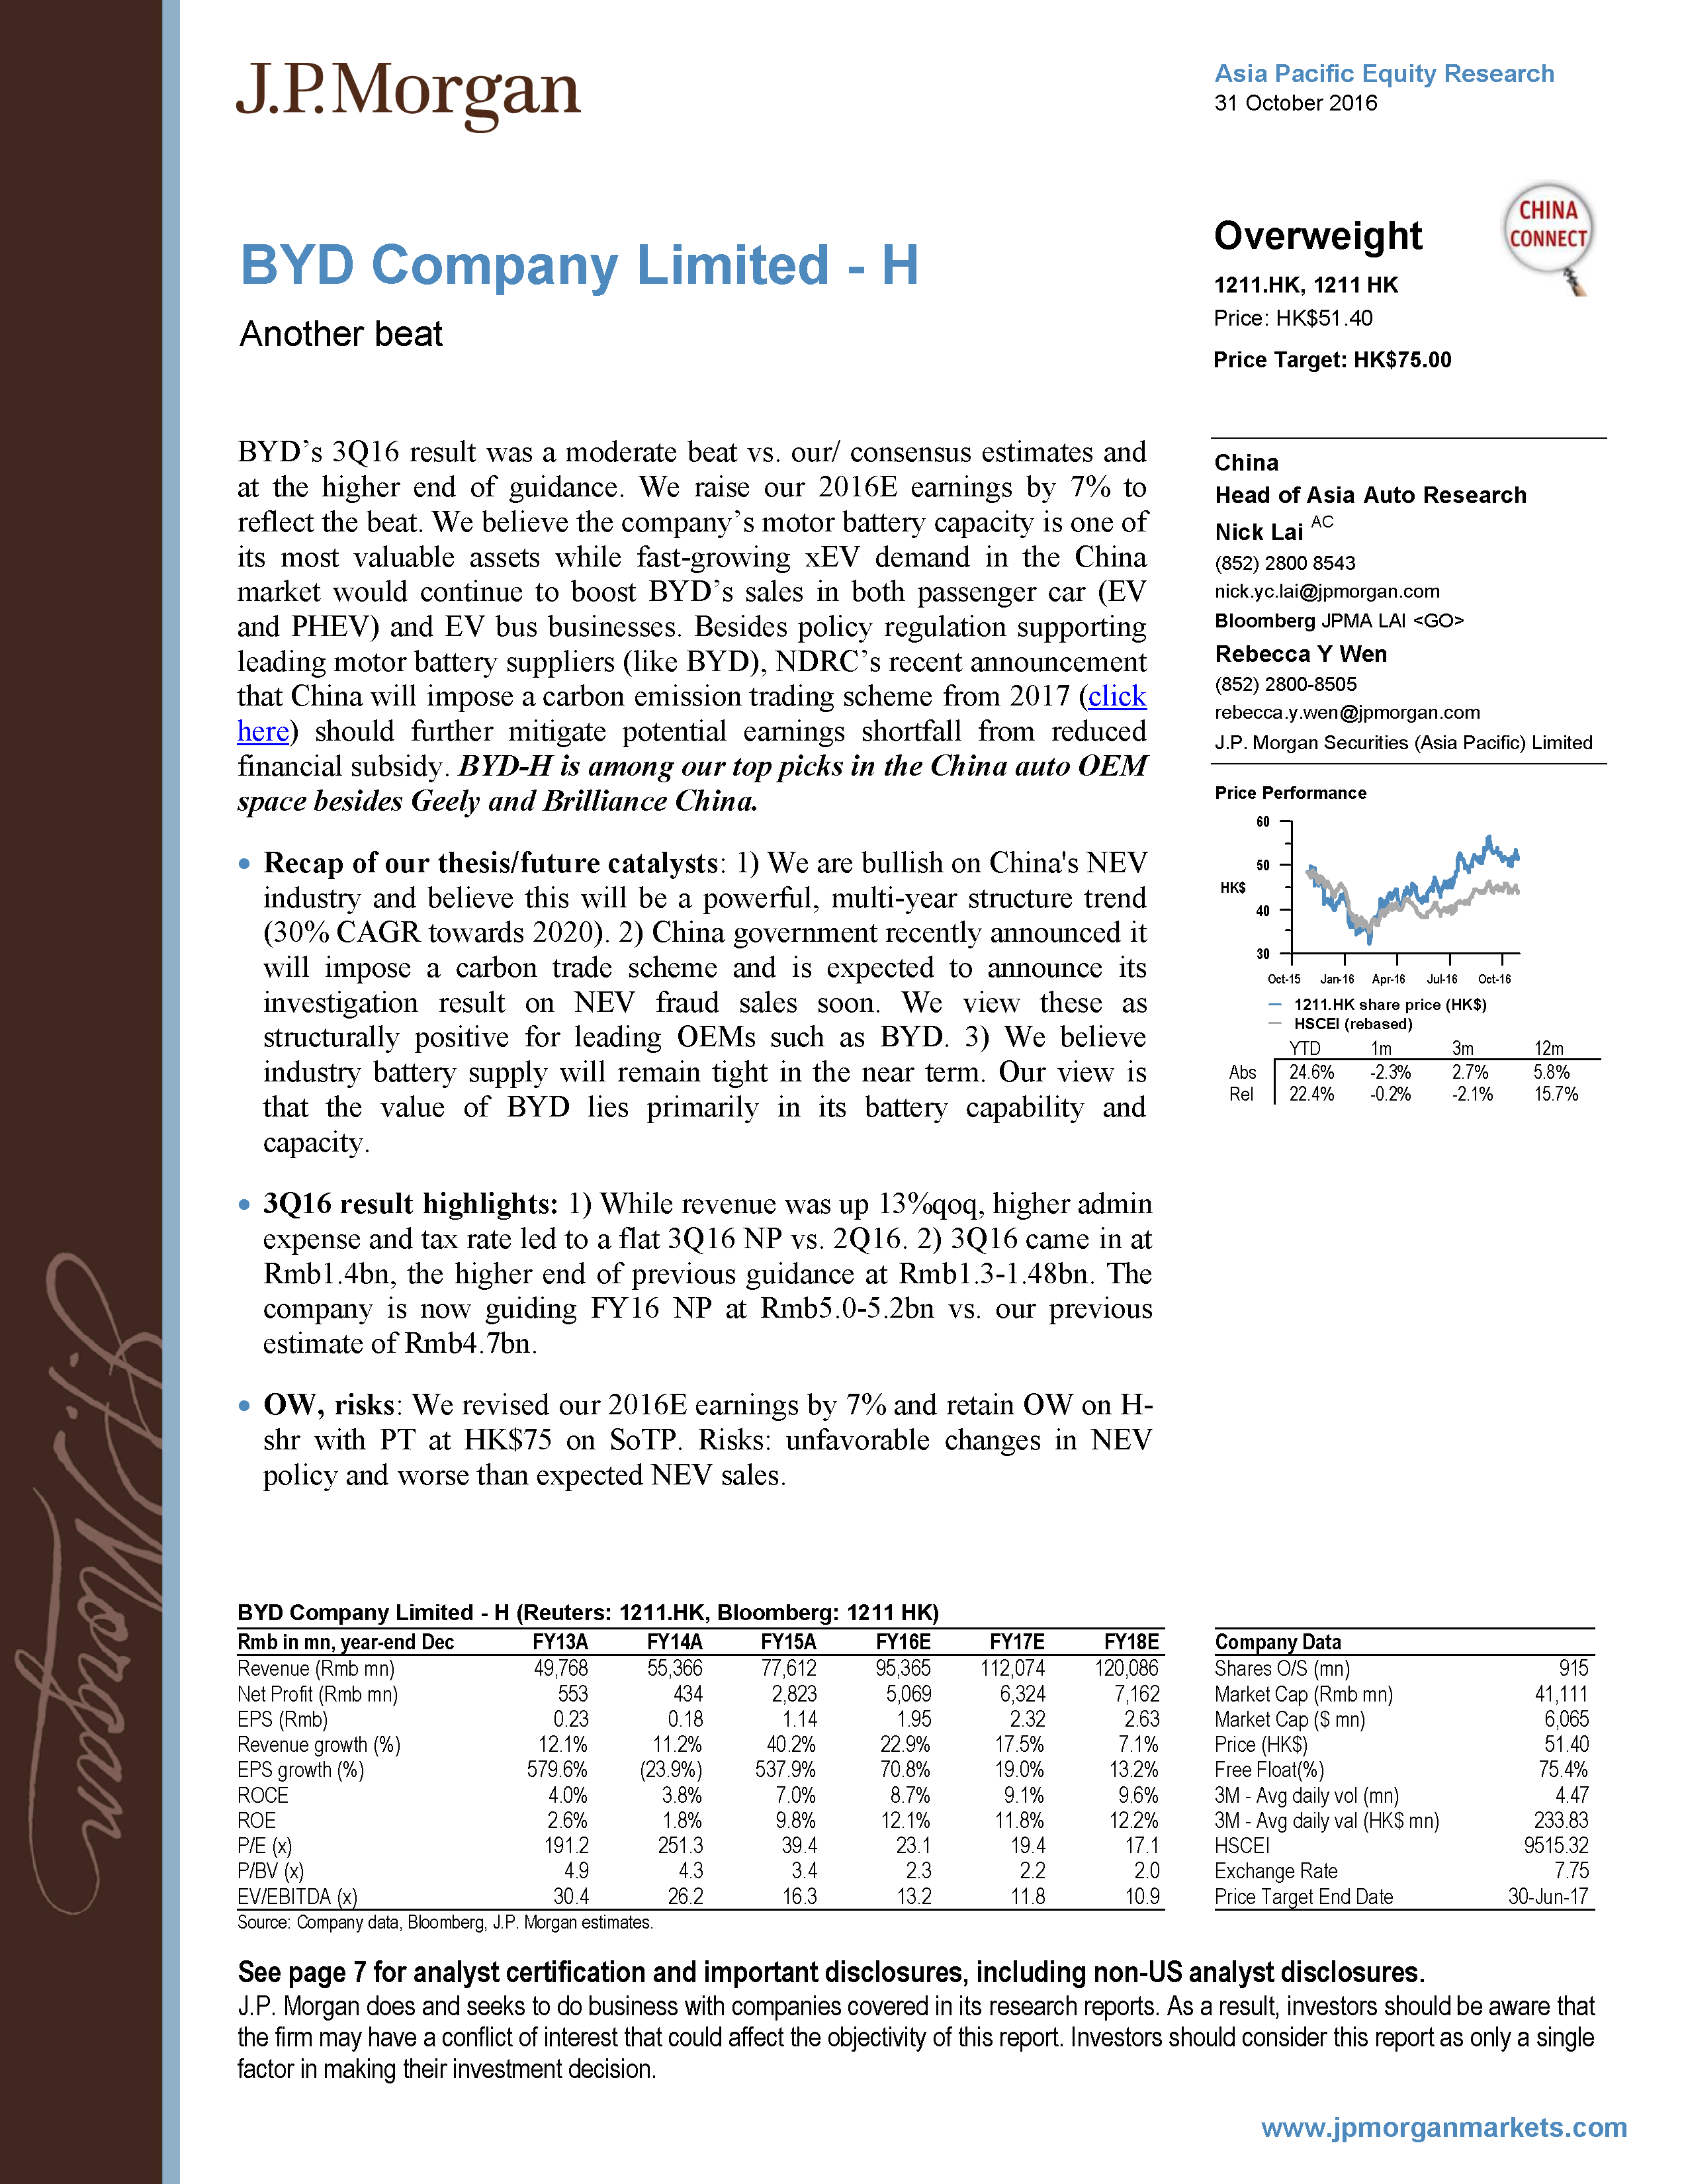 J.P.Morgan
Asia Pacific Equity Research
31 October 2016
BYD Company Limited - H
Another beat
Overweight
1211.HK, 1211 HK
Price: HK$51.40
Price Target: HK$75.00
CHINA
CONNECT
BYD’s 3Q16 result was a moderate beat vs. our/ consensus estimates and
at the higher end of guidance. We raise our 2016E earnings by 7% to
reflect the beat. We believe the company’s motor battery capacity is one of
its most valuable assets while fast-growing xEV demand in the China
market would continue to boost BYD’s sales in both passenger car (EV
and PHEV) and EV bus businesses. Besides policy regulation supporting
leading motor battery suppliers (like BYD), NDRC’s recent announcement
that China will impose a carbon emission trading scheme from 2017 (click
here) should further mitigate potential earnings shortfall from reduced
financial subsidy. BYD-H is among our top picks in the China auto OEM
space besides Geely and Brilliance China.
• Recap of our thesis/future catalysts: 1) We are bullish on China's NEV
industry and believe this will be a powerful, multi-year structure trend
(30% CAGR towards 2020). 2) China government recently announced it
will impose a carbon trade scheme and is expected to announce its
investigation result on NEV fraud sales soon. We view these as
structurally positive for leading OEMs such as BYD. 3) We believe
industry battery supply will remain tight in the near term. Our view is
that the value of BYD lies primarily in its battery capability and
capacity.
• 3Q16 result highlights: 1) While revenue was up 13%qoq, higher admin
expense and tax rate led to a flat 3Q16 NP vs. 2Q16. 2) 3Q16 came in at
Rmb1.4bn, the higher end of previous guidance at Rmb1.3-1.48bn. The
company is now guiding FY16 NP at Rmb5.0-5.2bn vs. our previous
estimate of Rmb4.7bn.
• OW, risks: We revised our 2016E earnings by 7% and retain OW on H-
shr with PT at HK$75 on SoTP. Risks: unfavorable changes in NEV
policy and worse than expected NEV sales.
China
Head of Asia Auto Research
Nick Lai AC
(852) 2800 8543
nick.yc.lai@jpmorgan.com
Bloomberg JPMA LAI <GO>
Rebecca Y Wen
(852) 2800-8505
rebecca.y.wen@jpmorgan.com
J.P. Morgan Securities (Asia Pacific) Limited
Price Performance
60
50
HK$
40
30
Oct-15 Jan-16 Apr-16 Jul-16 Oct-16
1211.HK share price (HK$)
HSCEI (rebased)
YTD 1m 3m 12m
Abs 24.6% -2.3% 2.7% 5.8%
Rel 22.4% -0.2% -2.1% 15.7%
J.P.Morgan
BYD Company Limited - H (Reuters: 1211.HK, Bloomberg: 1211 HK)
Rmb in mn, year-end Dec FY13A FY14A FY15A FY16E FY17E FY18E
Revenue (Rmb mn) 49,768 55,366 77,612 95,365 112,074 120,086
Net Profit (Rmb mn) 553 434 2,823 5,069 6,324 7,162
EPS (Rmb) 0.23 0.18 1.14 1.95 2.32 2.63
Revenue growth (%) 12.1% 11.2% 40.2% 22.9% 17.5% 7.1%
EPS growth (%) 579.6% (23.9%) 537.9% 70.8% 19.0% 13.2%
ROCE 4.0% 3.8% 7.0% 8.7% 9.1% 9.6%
ROE 2.6% 1.8% 9.8% 12.1% 11.8% 12.2%
P/E (x) 191.2 251.3 39.4 23.1 19.4 17.1
P/BV (x) 4.9 4.3 3.4 2.3 2.2 2.0
EV/EBITDA (x) 30.4 26.2 16.3 13.2 11.8 10.9
Source: Company data, Bloomberg, J.P. Morgan estimates.
Company Data
Shares O/S (mn) 915
Market Cap (Rmb mn) 41,111
Market Cap ($ mn) 6,065
Price (HK$) 51.40
Free Float(%) 75.4%
3M - Avg daily vol (mn) 4.47
3M - Avg daily val (HK$ mn) 233.83
HSCEI 9515.32
Exchange Rate 7.75
Price Target End Date 30-Jun-17
See page 7 for analyst certification and important disclosures, including non-US analyst disclosures.
J.P. Morgan does and seeks to do business with companies covered in its research reports. As a result, investors should be aware that
the firm may have a conflict of interest that could affect the objectivity of this report. Investors should consider this report as only a single
factor in making their investment decision.
www.jpmorganmarkets.com